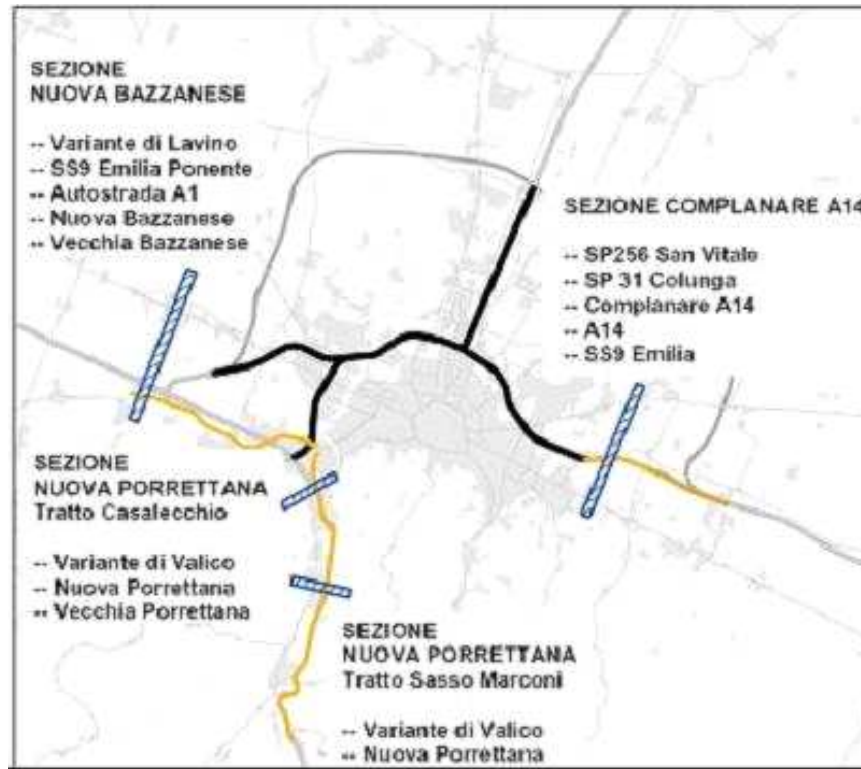 SEZIONE
NUOVA BAZZANESE
-- Variante di Lavino
-- SS9 Emilia Ponente
-- Autostrada A1
-- Nuova Bazzanese
-- Vecchia Bazzanese
SEZIONE COMPLANARE A14
-- SP256 San Vitale
-- SP 31 Colunga
-- Complanare A14
-- A14
-- SS9 Emilia
SEZIONE
NUOVA PORRETTANA
Tratto Casalecchio
-- Variante di Valico
-- Nuova Porrettana
-- Vecchia Porrettana
SEZIONE
NUOVA PORRETTANA
Tratto Sasso Marconi
-- Variante di Valico
-- Nuova Porrettana